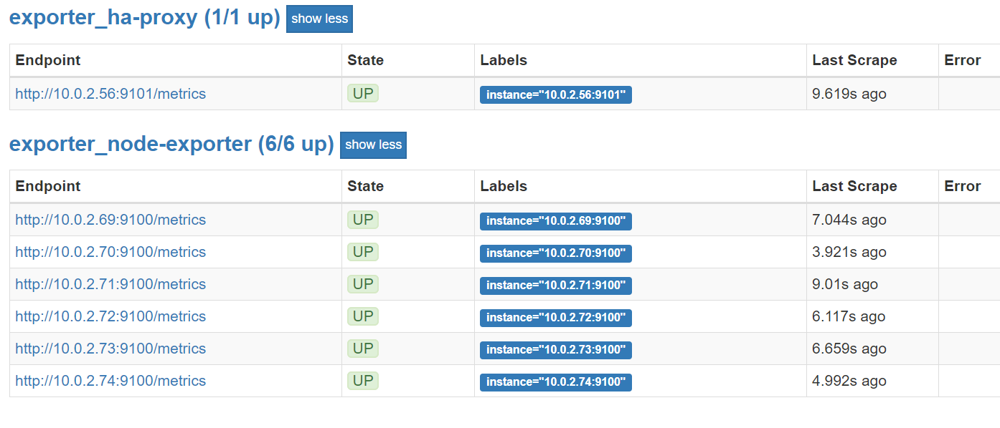 exporter_ha-proxy (1/1 up) show less
Endpoint State Labels Last Scrape Error
http://10.0.2.56:9101/metrics UP instance="10.0.2.56:9101" 9.619s ago
exporter_node-exporter (6/6 up) show less
Endpoint State Labels Last Scrape Error
http://10.0.2.69:9100/metrics UP instance="10.0.2.69:9100" 7.044s ago
http://10.0.2.70:9100/metrics UP instance="10.0.2.70:9100" 3.921s ago
http://10.0.2.71:9100/metrics UP instance="10.0.2.71:9100" 9.01s ago
http://10.0.2.72:9100/metrics UP instance="10.0.2.72:9100" 6.117s ago
http://10.0.2.73:9100/metrics UP instance="10.0.2.73:9100" 6.659s ago
http://10.0.2.74:9100/metrics UP instance="10.0.2.74:9100" 4.992s ago